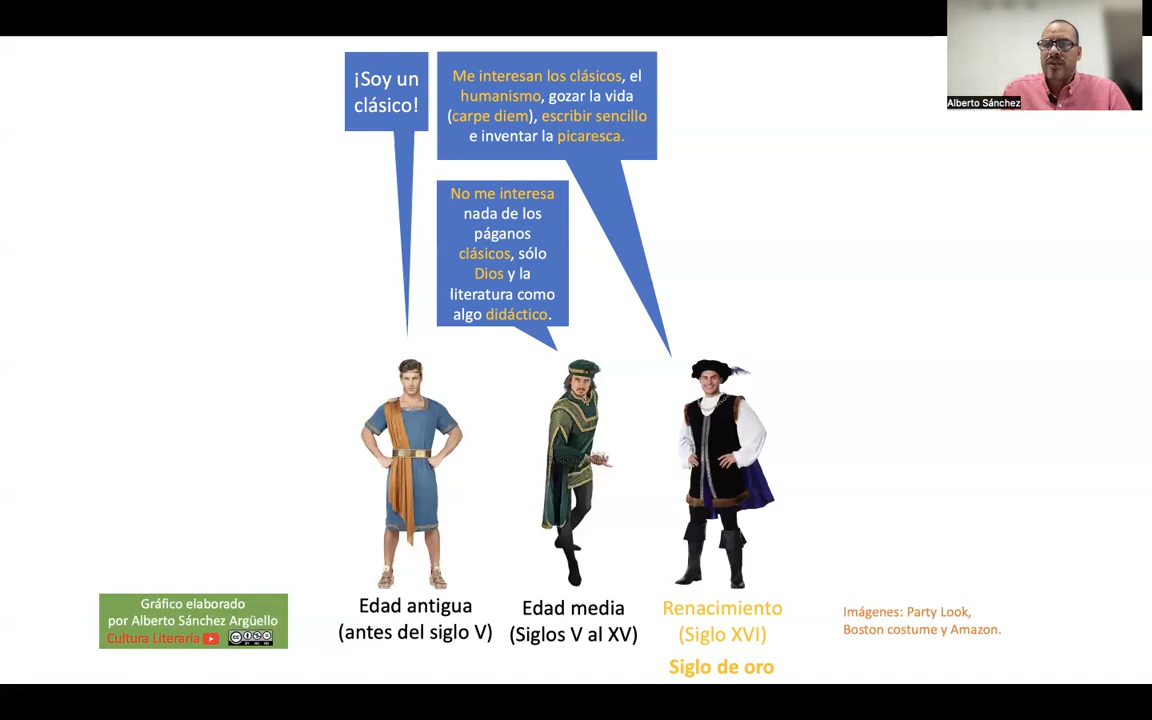 ¡Soy un
clásico!
Me interesan los clásicos, el
humanismo, gozar la vida
(carpe diem), escribir sencillo
e inventar la picaresca.
No me interesa
nada de los
páganos
clásicos, sólo
Dios y la
literatura como
algo didáctico.
Alberto Sánchez
Edad antigua
(antes del siglo V)
Edad media
(Siglos V al XV)
Renacimiento
(Siglo XVI)
Siglo de oro
Gráfico elaborado
por Alberto Sánchez Argüello
Cultura Literaria
Imágenes: Party Look,
Boston costume y Amazon.